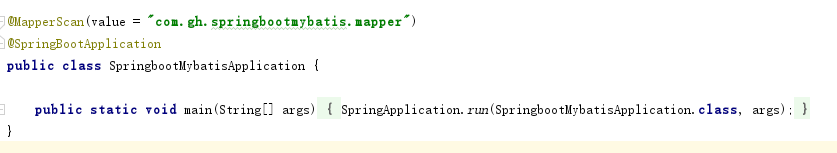 @MapperScan(value = "com.gh.springbootmybatis.mapper")
@SpringBootApplication
public class SpringbootMybatisApplication {
public static void main(String[] args) { SpringApplication.run(SpringbootMybatisApplication.class, args); }
}